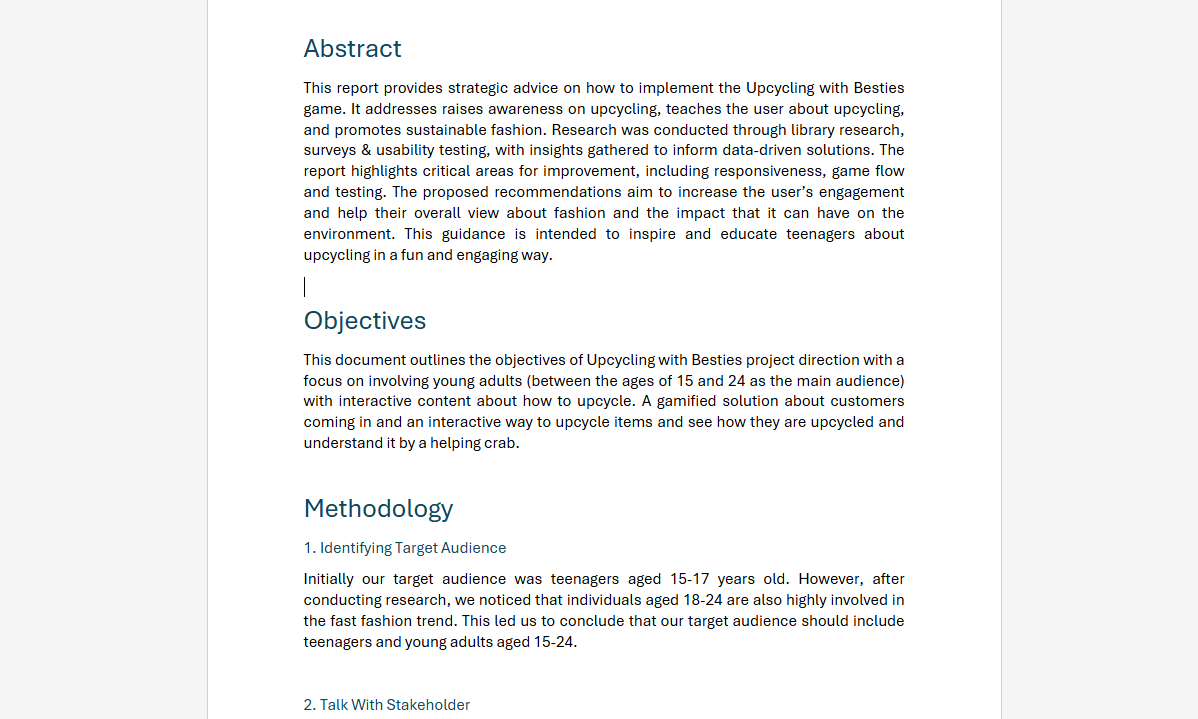 Abstract
This report provides strategic advice on how to implement the Upcycling with Besties
game. It addresses raises awareness on upcycling, teaches the user about upcycling,
and promotes sustainable fashion. Research was conducted through library research,
surveys & usability testing, with insights gathered to inform data-driven solutions. The
report highlights critical areas for improvement, including responsiveness, game flow
and testing. The proposed recommendations aim to increase the user’s engagement
and help their overall view about fashion and the impact that it can have on the
environment. This guidance is intended to inspire and educate teenagers about
upcycling in a fun and engaging way.
Objectives
This document outlines the objectives of Upcycling with Besties project direction with a
focus on involving young adults (between the ages of 15 and 24 as the main audience)
with interactive content about how to upcycle. A gamified solution about customers
coming in and an interactive way to upcycle items and see how they are upcycled and
understand it by a helping crab.
Methodology
1. Identifying Target Audience
Initially our target audience was teenagers aged 15-17 years old. However, after
conducting research, we noticed that individuals aged 18-24 are also highly involved in
the fast fashion trend. This led us to conclude that our target audience should include
teenagers and young adults aged 15-24.
2. Talk With Stakeholder